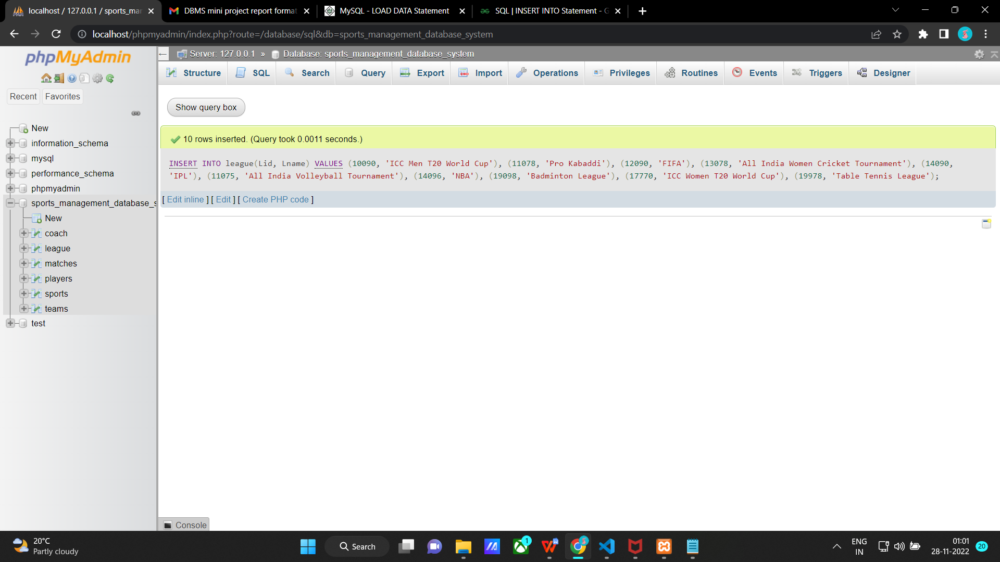 localhost / 127.0.0.1 / sports_mar
DBMS mini project report format
MySQL - LOAD DATA Statement
SQL | INSERT INTO Statement - G
localhost/phpmyadmin/index.php?route=/database/sql&db=sports_management_database_system
phpMyAdmin
Recent
Favorites
New
information_schema
mysql
performance_schema
phpmyadmin
sports_management_database_s
New
coach
league
matches
players
sports
teams
test
Server: 127.0.0.1 » Database: sports_management_database_system
Structure
SQL
Search
Query
Export
Import
Operations
Privileges
Routines
Events
Triggers
Designer
Show query box
10 rows inserted. (Query took 0.0011 seconds.)
INSERT INTO league(Lid, Lname) VALUES (10090, 'ICC Men T20 World Cup'), (11078, 'Pro Kabaddi'), (12090, 'FIFA'), (13078, 'All India Women Cricket Tournament'), (14090,
'IPL'), (11075, 'All India Volleyball Tournament'), (14096, 'NBA'), (19098, 'Badminton League'), (17770, 'ICC Women T20 World Cup'), (19978, 'Table Tennis League');
[ Edit inline ] [ Edit ] [ Create PHP code ]
Console
20°C
Partly cloudy
Search
1
ENG
IN
01:01
28-11-2022
20